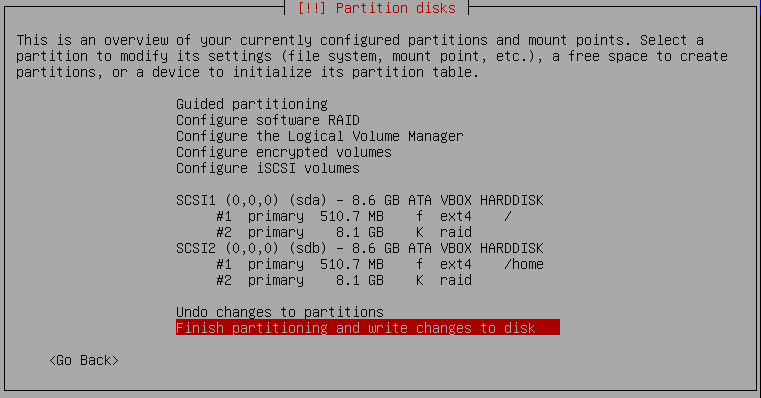 [!!] Partition disks
This is an overview of your currently configured partitions and mount points. Select a
partition to modify its settings (file system, mount point, etc.), a free space to create
partitions, or a device to initialize its partition table.
Guided partitioning
Configure software RAID
Configure the Logical Volume Manager
Configure encrypted volumes
Configure iSCSI volumes
SCSI1 (0,0,0) (sda) - 8.6 GB ATA VBOX HARDDISK
#1 primary 510.7 MB f ext4 /
#2 primary 8.1 GB K raid
SCSI2 (0,0,0) (sdb) - 8.6 GB ATA VBOX HARDDISK
#1 primary 510.7 MB f ext4 /home
#2 primary 8.1 GB K raid
Undo changes to partitions
Finish partitioning and write changes to disk
<Go Back>